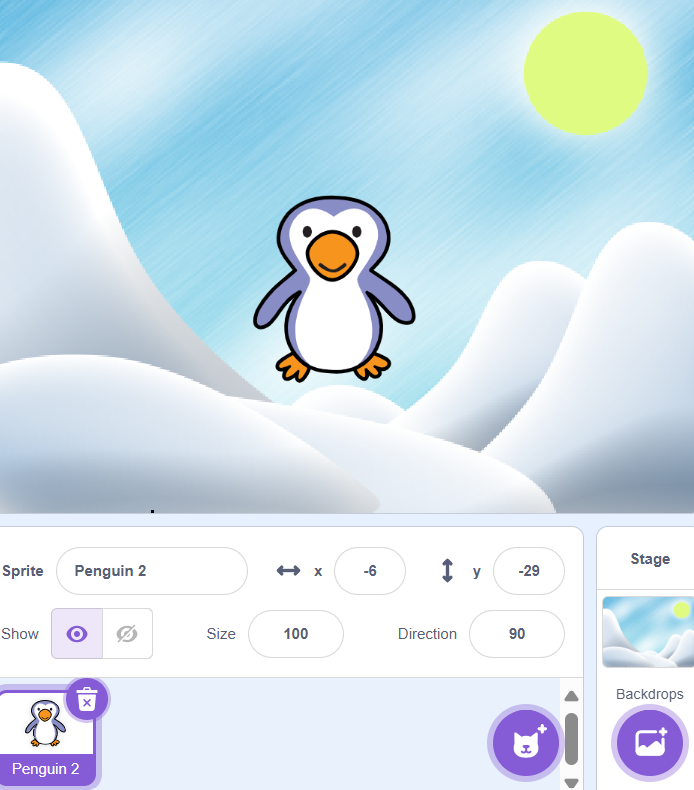 Sprite Penguin 2 x -6 y -29
Show Size 100 Direction 90
Penguin 2
Stage
Backdrops